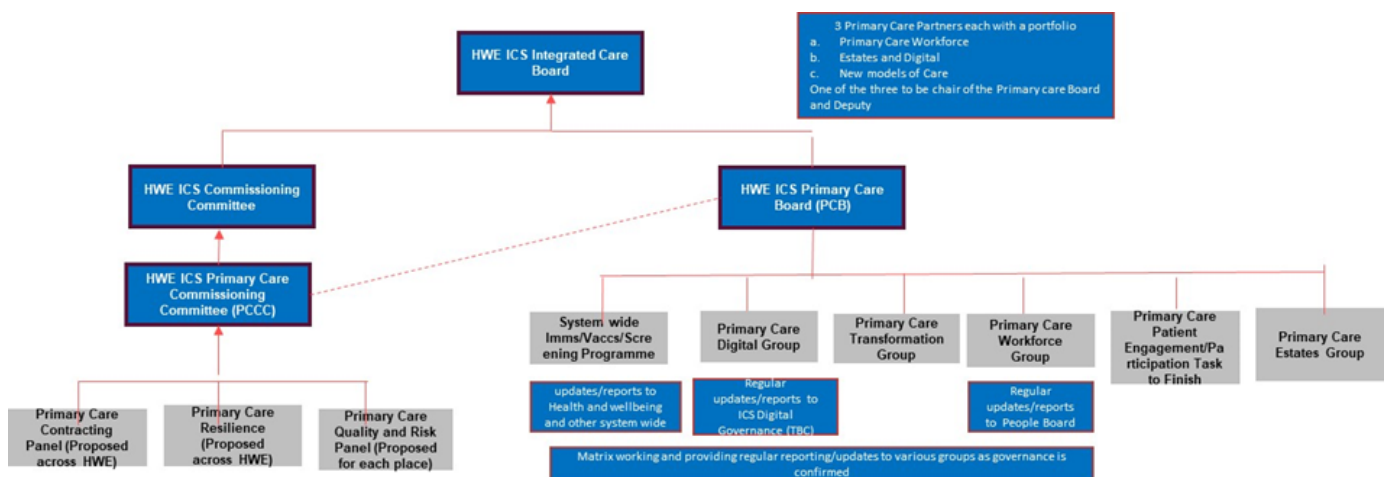 3 Primary Care Partners each with a portfolio
a. Primary Care Workforce
b. Estates and Digital
c. New models of Care
One of the three to be chair of the Primary care Board
and Deputy
HWE ICS Integrated Care
Board
HWE ICS Commissioning
Committee
HWE ICS Primary Care
Board (PCB)
HWE ICS Primary Care
Commissioning
Committee (PCCC)
System wide
Imms/Vaccs/Scre
ening Programme
Primary Care
Digital Group
Primary Care
Transformation
Group
Primary Care
Workforce
Group
Primary Care
Patient
Engagement/Pa
rticipation Task
to Finish
Primary Care
Estates Group
updates/reports to
Health and wellbeing
and other system wide
Regular
updates/reports to
ICS Digital
Governance (TBC)
Regular
updates/reports
to People Board
Primary Care
Contracting
Panel (Proposed
across HWE)
Primary Care
Resilience
(Proposed
across HWE)
Primary Care
Quality and Risk
Panel (Proposed
for each place)
Matrix working and providing regular reporting/updates to various groups as governance is
confirmed